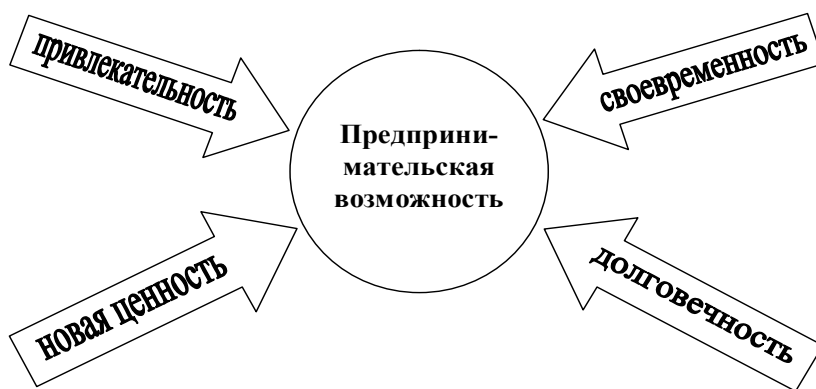 привлекательность
своевременность
Предприни-
мательская
возможность
новая ценность
долговечность